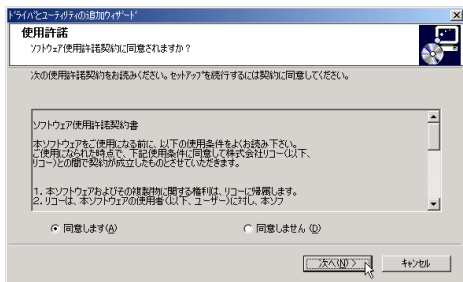 ドライバとユーティリティの追加ウィザード
使用許諾
ソフトウェア使用許諾契約に同意されますか?
次の使用許諾契約をお読みください。セットアップを続行するには契約に同意してください。
ソフトウェア使用許諾契約書
本ソフトウェアをご使用になる前に、以下の使用条件をよくお読み下さい。
ご使用になられた時点で、下記使用条件に同意して株式会社リコー(以下、
リコー)との間で契約が成立したものとさせていただきます。
1. 本ソフトウェアおよびその複製物に関する権利は、リコーに帰属します。
2. リコーは、本ソフトウェアの使用者(以下、ユーザー)に対し、本ソフ
同意します(A)
同意しません (D)
次へ(N) >
キャンセル